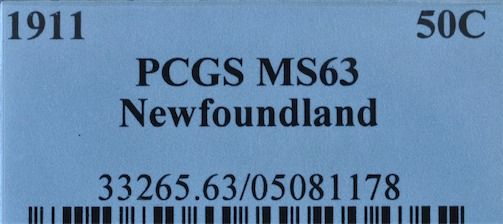 1911 50C
PCGS MS63
Newfoundland
33265.63/05081178